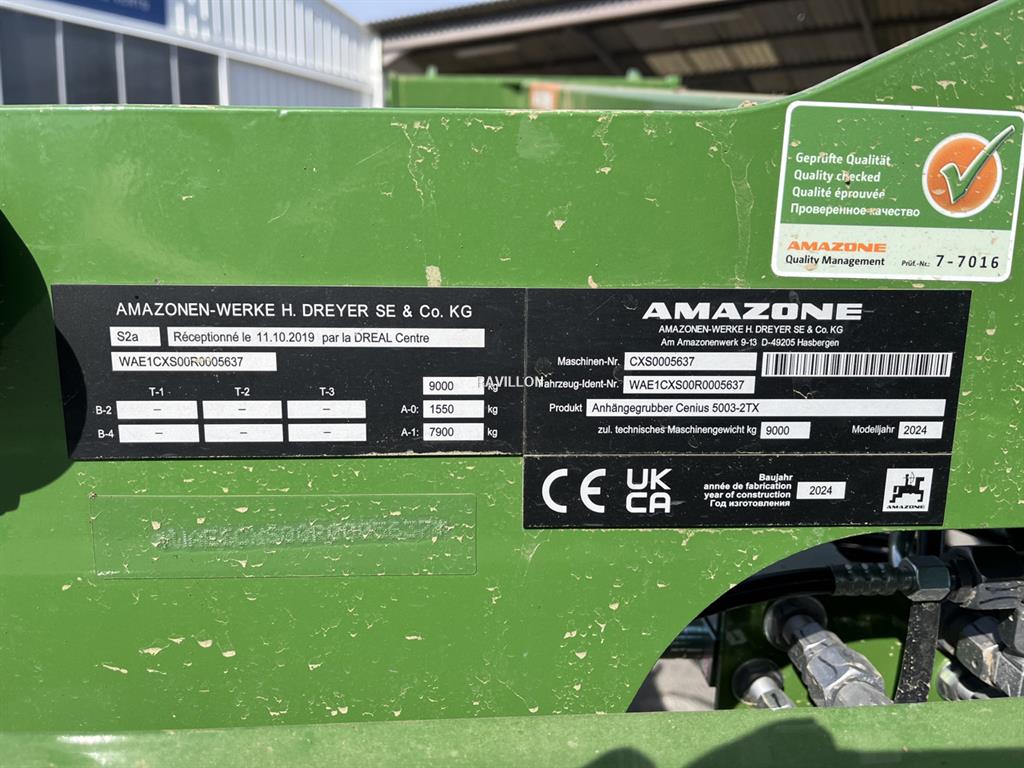 Geprüfte Qualität
Quality checked
Qualité éprouvée
Проверенное качество
AMAZONE
Quality Management Prüf.-Nr.: 7-7016
AMAZONEN-WERKE H. DREYER SE & Co. KG
S2a Réceptionné le 11.10.2019 par la DREAL Centre
WAE1CXS00R0005637
T-1 T-2 T-3
9000 kg
B-2 – – – A-0: 1550 kg
B-4 – – – A-1: 7900 kg
PAVILLON
AMAZONE
AMAZONEN-WERKE H. DREYER SE & Co. KG
Am Amazonenwerk 9-13 D-49205 Hasbergen
Maschinen-Nr. CXS0005637
Fahrzeug-Ident-Nr. WAE1CXS00R0005637
Produkt Anhängegrubber Cenius 5003-2TX
zul. technisches Maschinengewicht kg 9000 Modelljahr 2024
CE UKCA
Baujahr
année de fabrication
year of construction
Год изготовления
2024
AMAZONE
WAE1CXS00R0005637